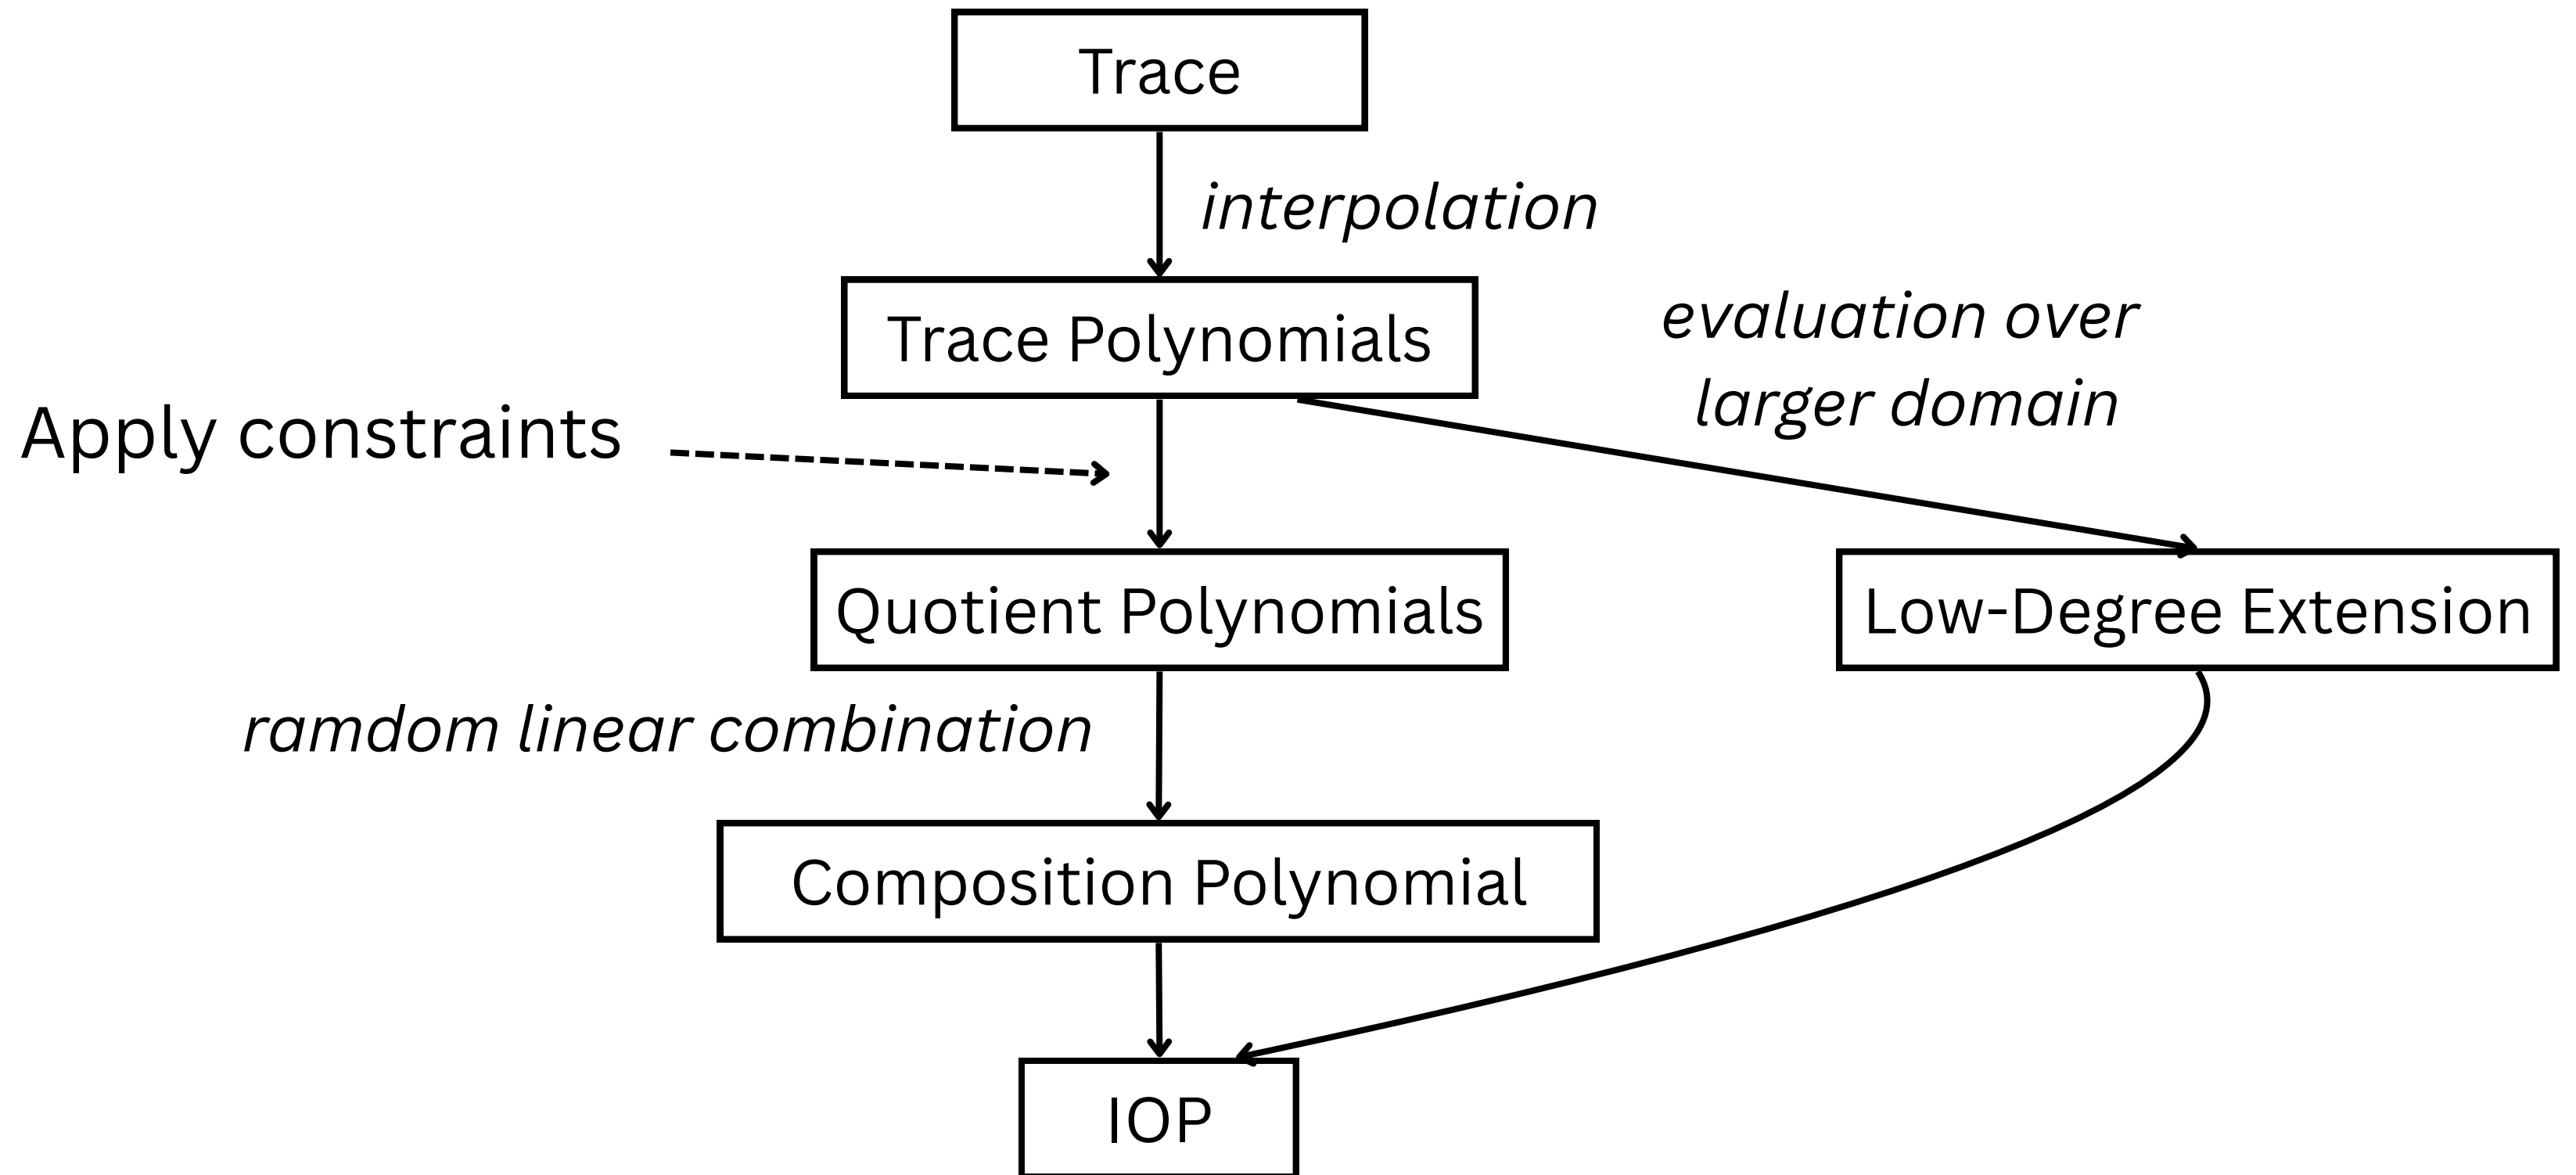 Trace
interpolation
Trace Polynomials
evaluation over
larger domain
Apply constraints
Quotient Polynomials
Low-Degree Extension
ramdom linear combination
Composition Polynomial
IOP